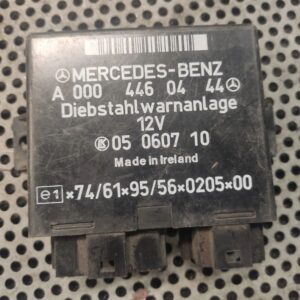 MERCEDES-BENZ
A 000 446 04 44
Diebstahlwarnanlage
12V
05 0607 10
Made in Ireland
e1 *74/61*95/56*0205*00